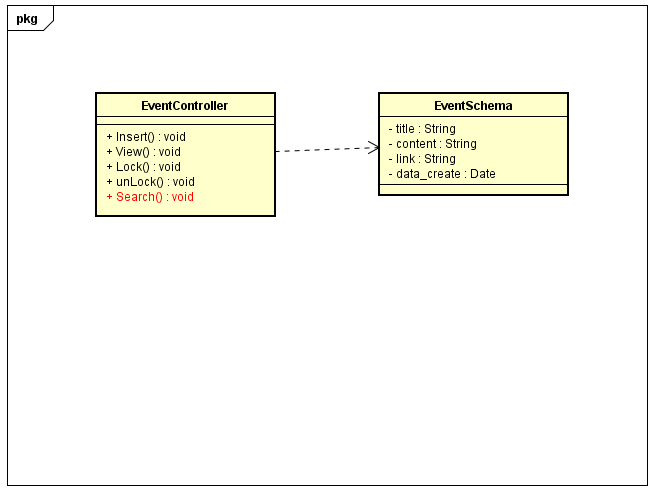 pkg
EventController
+ Insert() : void
+ View() : void
+ Lock() : void
+ unLock() : void
+ Search() : void
EventSchema
- title : String
- content : String
- link : String
- data_create : Date